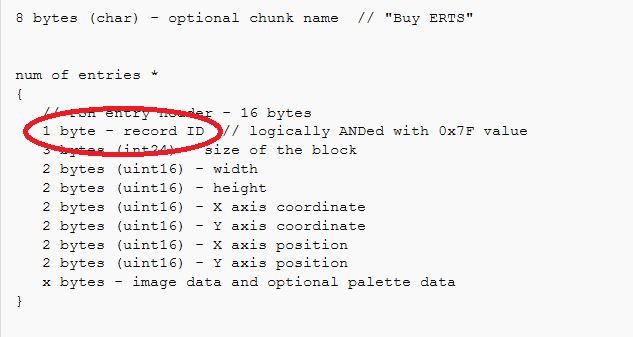 8 bytes (char) - optional chunk name // "Buy ERTS"
num of entries *
{
// FSH entry header - 16 bytes
1 byte - record ID // logically ANDed with 0x7F value
3 bytes (int24) - size of the block
2 bytes (uint16) - width
2 bytes (uint16) - height
2 bytes (uint16) - X axis coordinate
2 bytes (uint16) - Y axis coordinate
2 bytes (uint16) - X axis position
2 bytes (uint16) - Y axis position
x bytes - image data and optional palette data
}